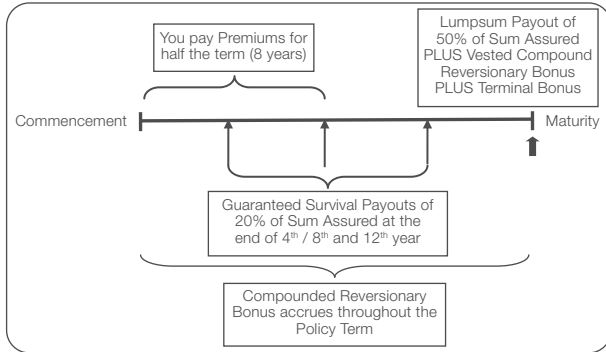 You pay Premiums for
half the term (8 years)
Lumpsum Payout of
50% of Sum Assured
PLUS Vested Compound
Reversionary Bonus
PLUS Terminal Bonus
Commencement
Maturity
Guaranteed Survival Payouts of
20% of Sum Assured at the
end of 4th / 8th and 12th year
Compounded Reversionary
Bonus accrues throughout the
Policy Term